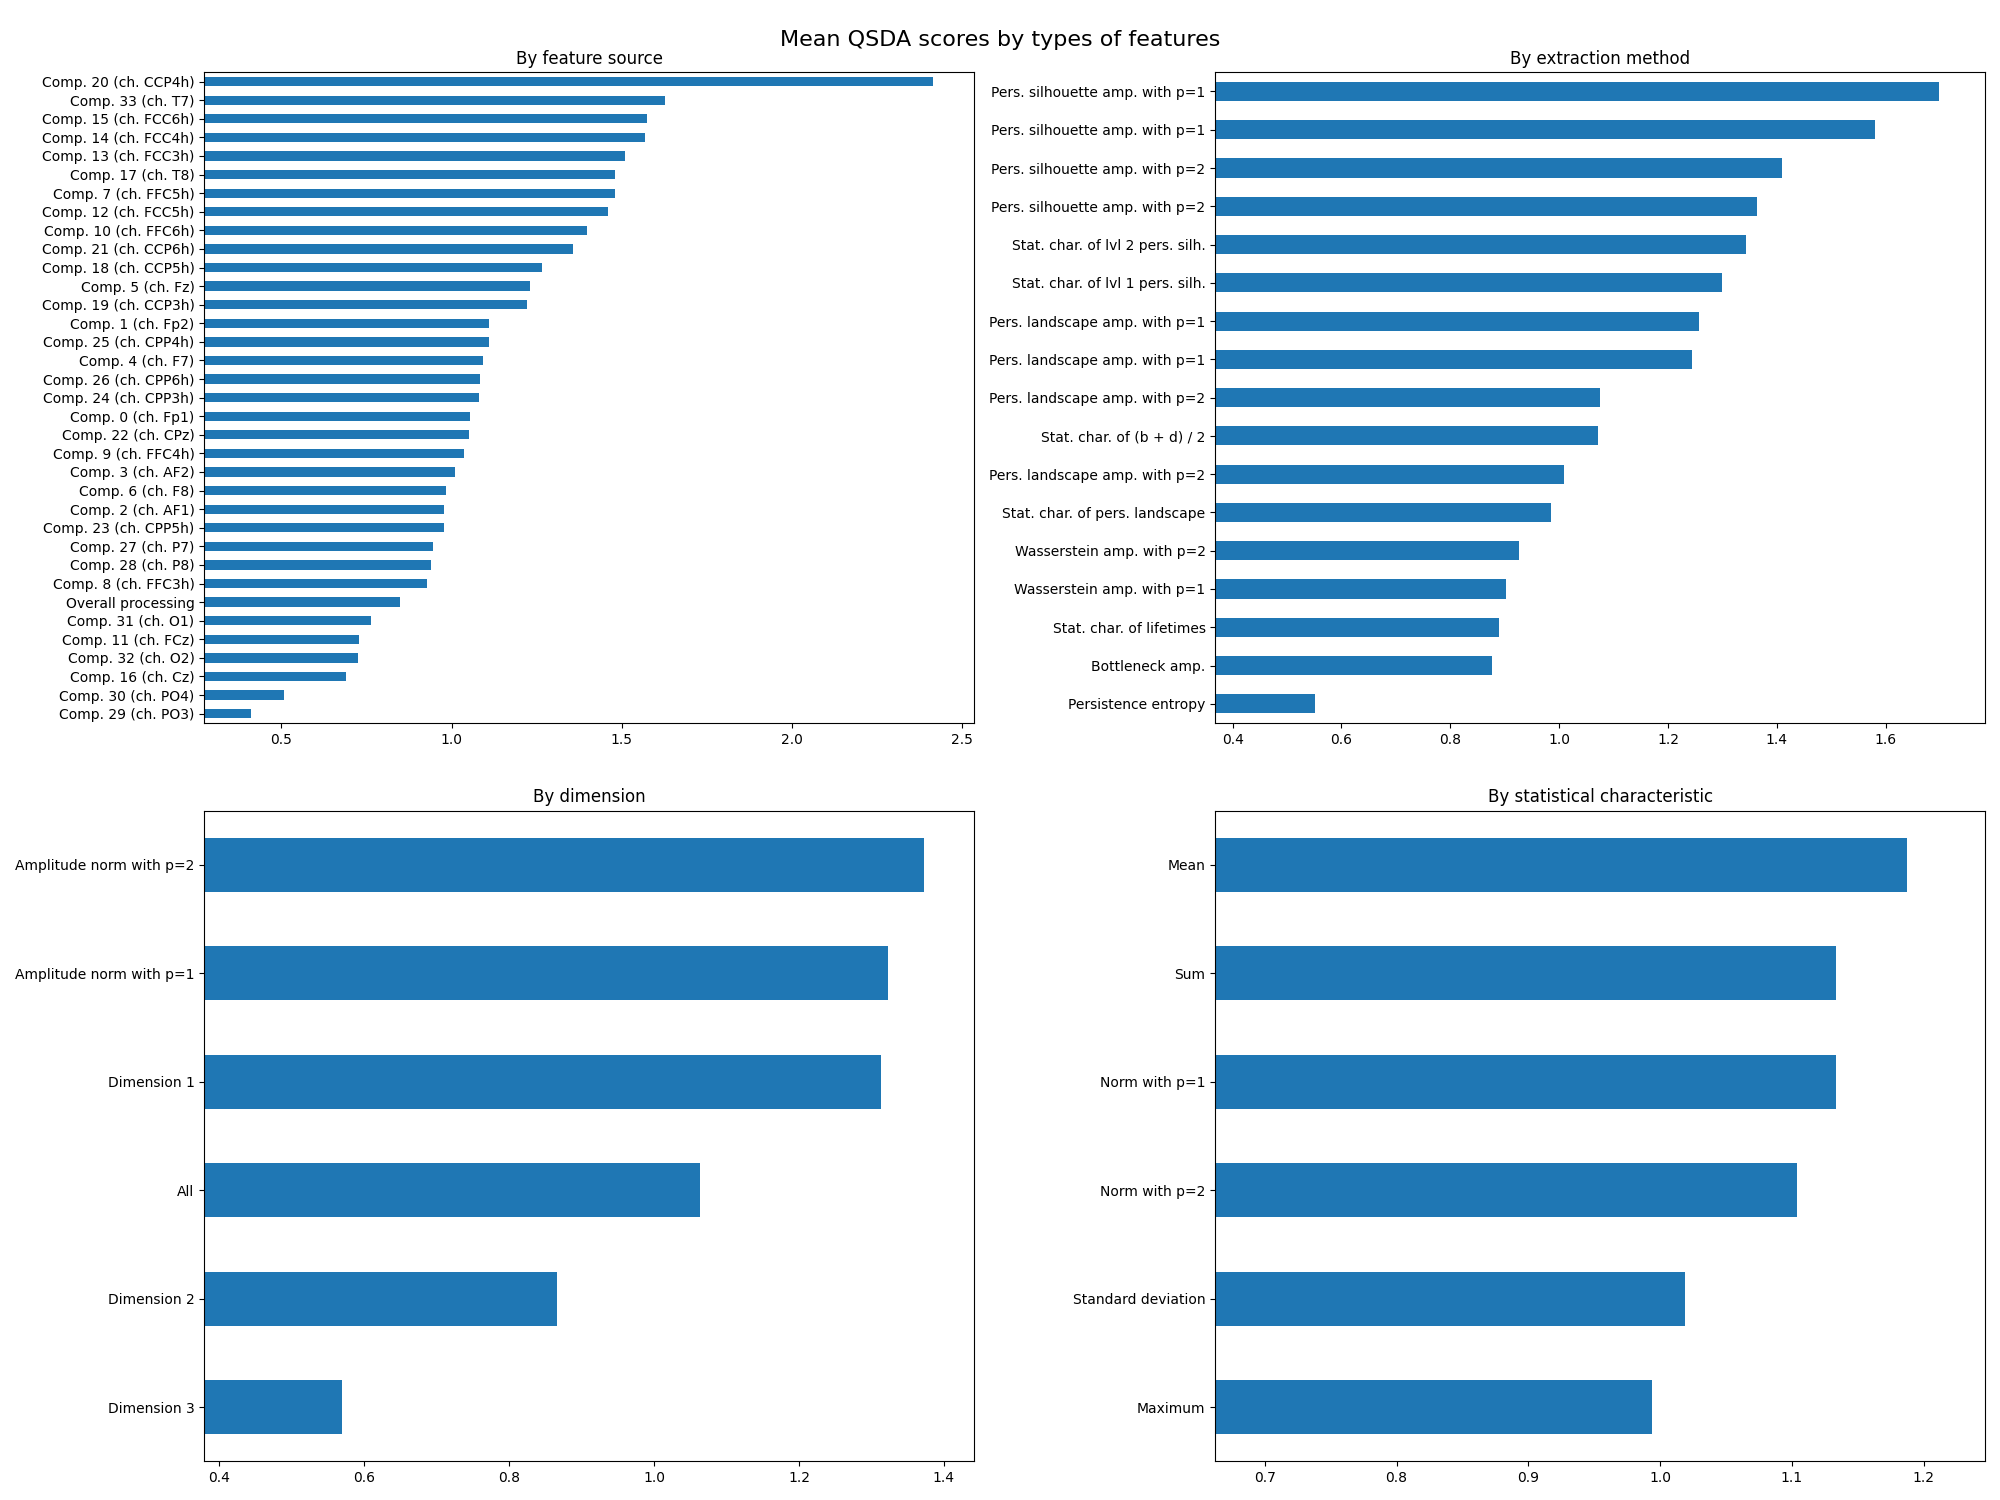 Mean QSDA scores by types of features
By feature source
Comp. 20 (ch. CCP4h)
Comp. 33 (ch. T7)
Comp. 15 (ch. FCC6h)
Comp. 14 (ch. FCC4h)
Comp. 13 (ch. FCC3h)
Comp. 17 (ch. T8)
Comp. 7 (ch. FFC5h)
Comp. 12 (ch. FCC5h)
Comp. 10 (ch. FFC6h)
Comp. 21 (ch. CCP6h)
Comp. 18 (ch. CCP5h)
Comp. 5 (ch. Fz)
Comp. 19 (ch. CCP3h)
Comp. 1 (ch. Fp2)
Comp. 25 (ch. CPP4h)
Comp. 4 (ch. F7)
Comp. 26 (ch. CPP6h)
Comp. 24 (ch. CPP3h)
Comp. 0 (ch. Fp1)
Comp. 22 (ch. CPz)
Comp. 9 (ch. FFC4h)
Comp. 3 (ch. AF2)
Comp. 6 (ch. F8)
Comp. 2 (ch. AF1)
Comp. 23 (ch. CPP5h)
Comp. 27 (ch. P7)
Comp. 28 (ch. P8)
Comp. 8 (ch. FFC3h)
Overall processing
Comp. 31 (ch. O1)
Comp. 11 (ch. FCz)
Comp. 32 (ch. O2)
Comp. 16 (ch. Cz)
Comp. 30 (ch. PO4)
Comp. 29 (ch. PO3)
0.5 1.0 1.5 2.0 2.5
By extraction method
Pers. silhouette amp. with p=1
Pers. silhouette amp. with p=1
Pers. silhouette amp. with p=2
Pers. silhouette amp. with p=2
Stat. char. of lvl 2 pers. silh.
Stat. char. of lvl 1 pers. silh.
Pers. landscape amp. with p=1
Pers. landscape amp. with p=1
Pers. landscape amp. with p=2
Stat. char. of (b + d) / 2
Pers. landscape amp. with p=2
Stat. char. of pers. landscape
Wasserstein amp. with p=2
Wasserstein amp. with p=1
Stat. char. of lifetimes
Bottleneck amp.
Persistence entropy
0.4 0.6 0.8 1.0 1.2 1.4 1.6
By dimension
Amplitude norm with p=2
Amplitude norm with p=1
Dimension 1
All
Dimension 2
Dimension 3
0.4 0.6 0.8 1.0 1.2 1.4
By statistical characteristic
Mean
Sum
Norm with p=1
Norm with p=2
Standard deviation
Maximum
0.7 0.8 0.9 1.0 1.1 1.2